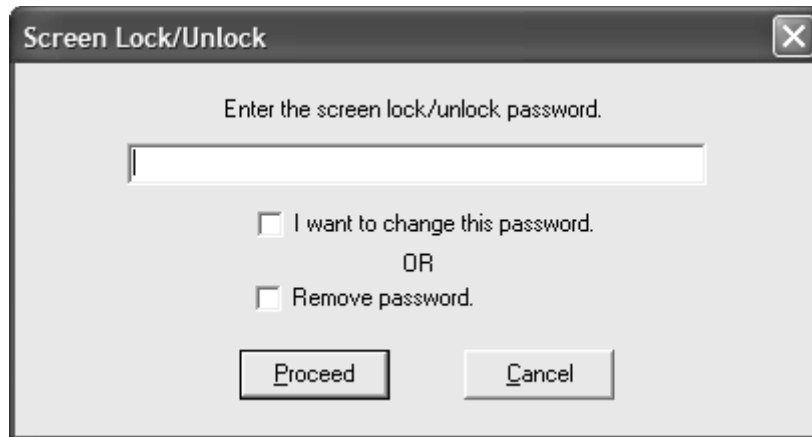 Screen Lock/Unlock
Enter the screen lock/unlock password.
I want to change this password.
OR
Remove password.
Proceed Cancel